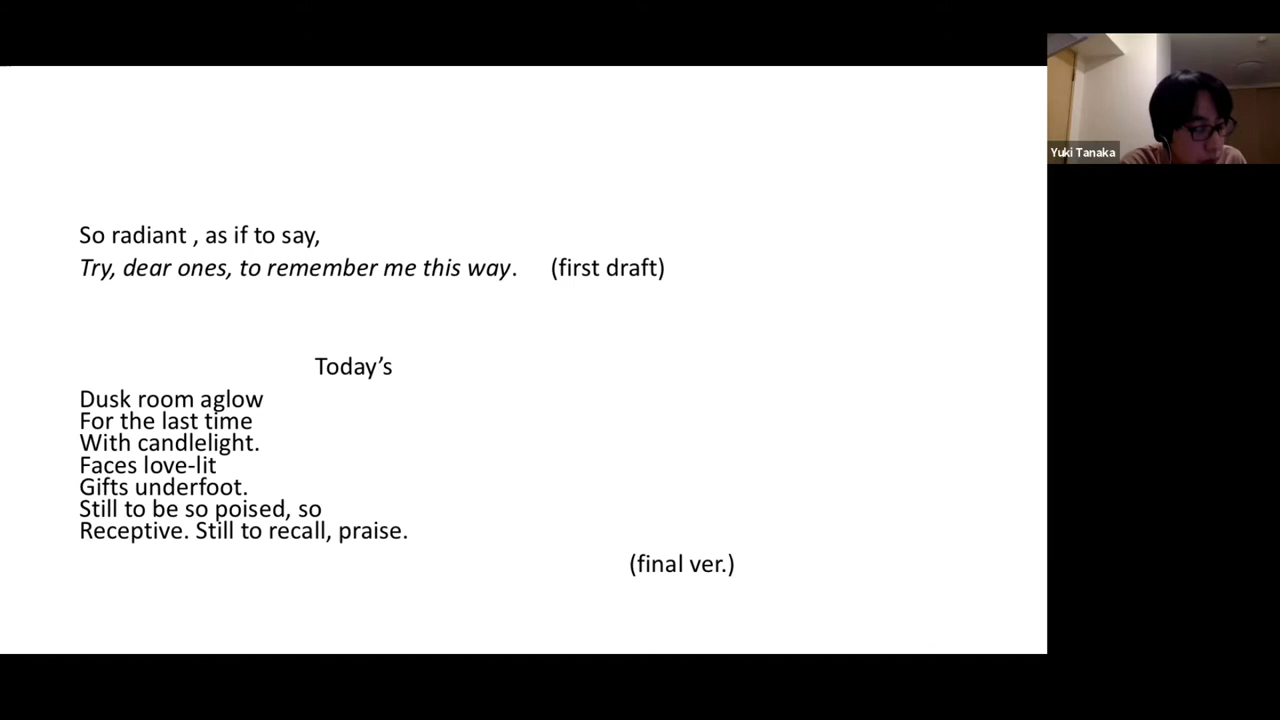 So radiant , as if to say,
Try, dear ones, to remember me this way. (first draft)
Today’s
Dusk room aglow
For the last time
With candlelight.
Faces love-lit
Gifts underfoot.
Still to be so poised, so
Receptive. Still to recall, praise.
(final ver.)
Yuki Tanaka